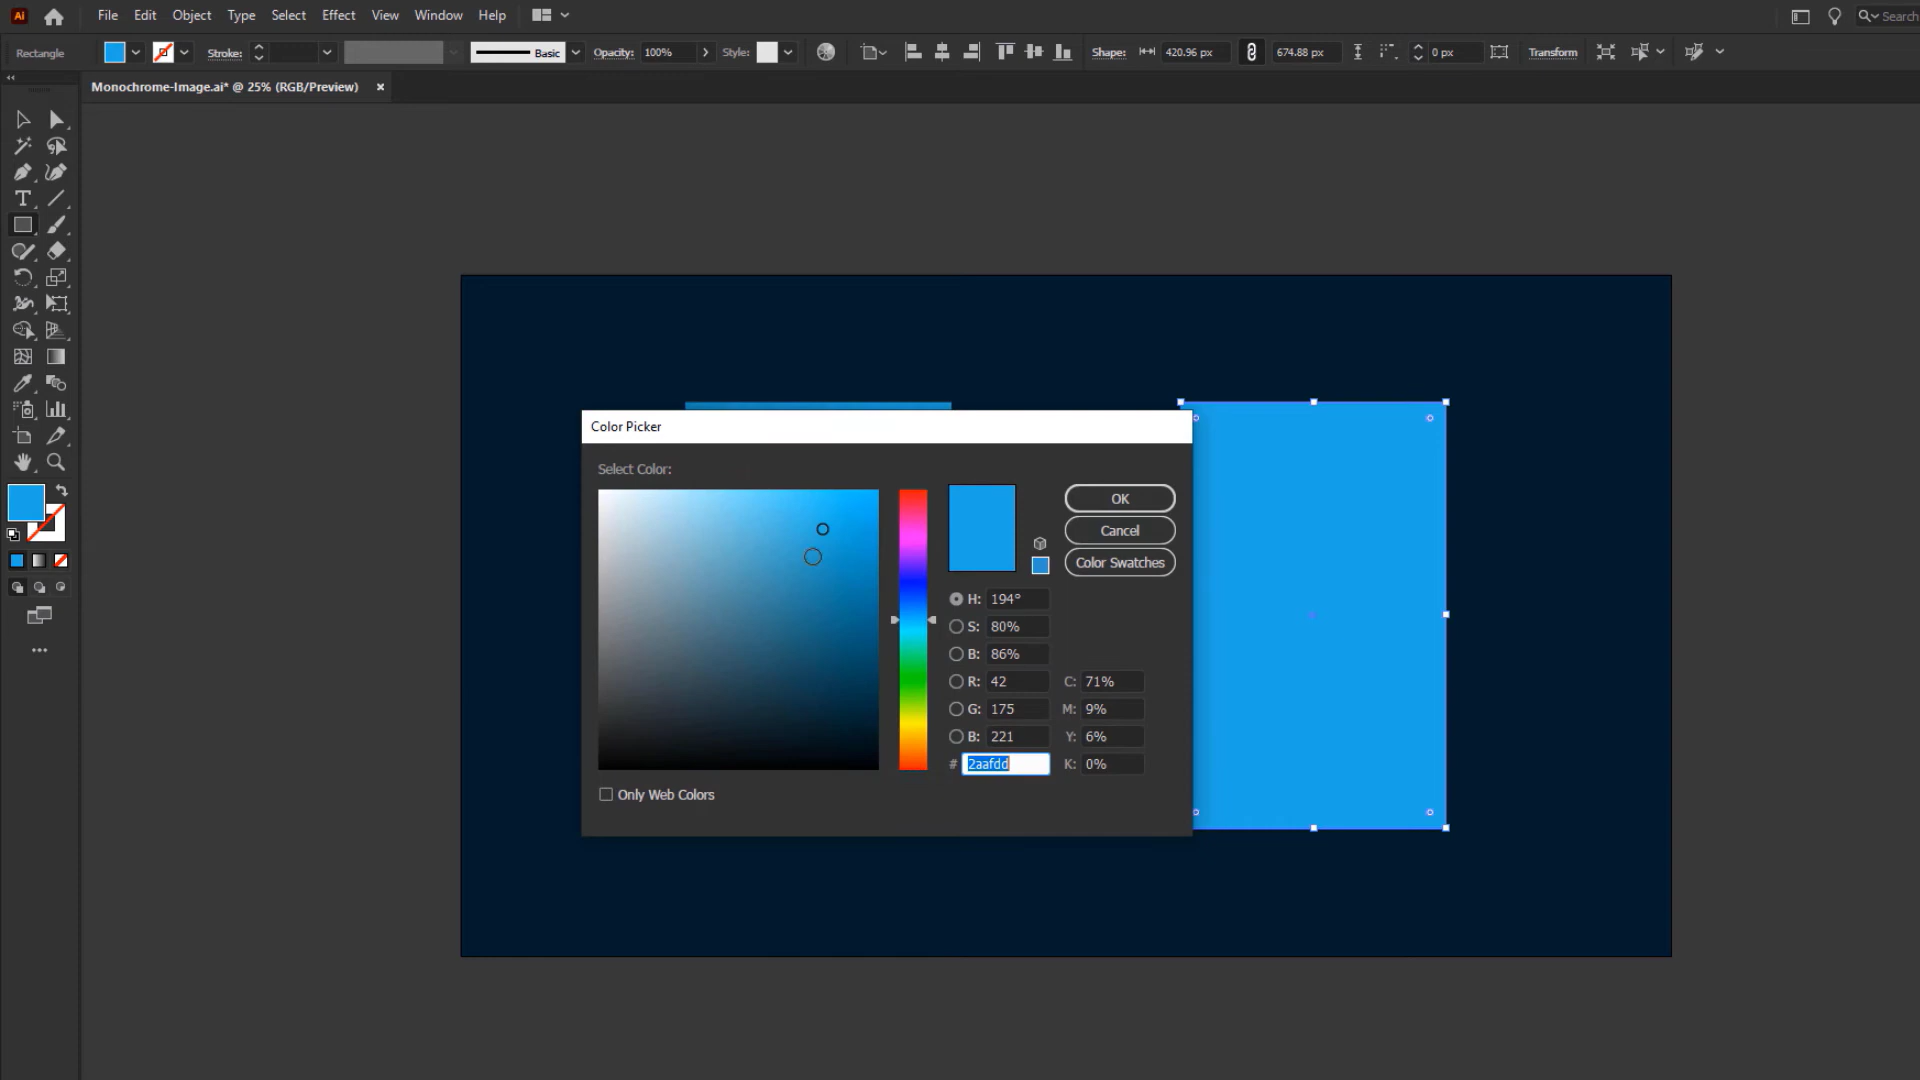 Ai File Edit Object Type Select Effect View Window Help Search
Rectangle Stroke: Basic Opacity: 100% Style: Shape: 420.96 px 674.88 px 0 px Transform
Monochrome-Image.ai* @ 25% (RGB/Preview) ×
Color Picker
Select Color:
OK
Cancel
Color Swatches
H: 194°
S: 80%
B: 86%
R: 42 C: 71%
G: 175 M: 9%
B: 221 Y: 6%
# 2aafdd K: 0%
Only Web Colors